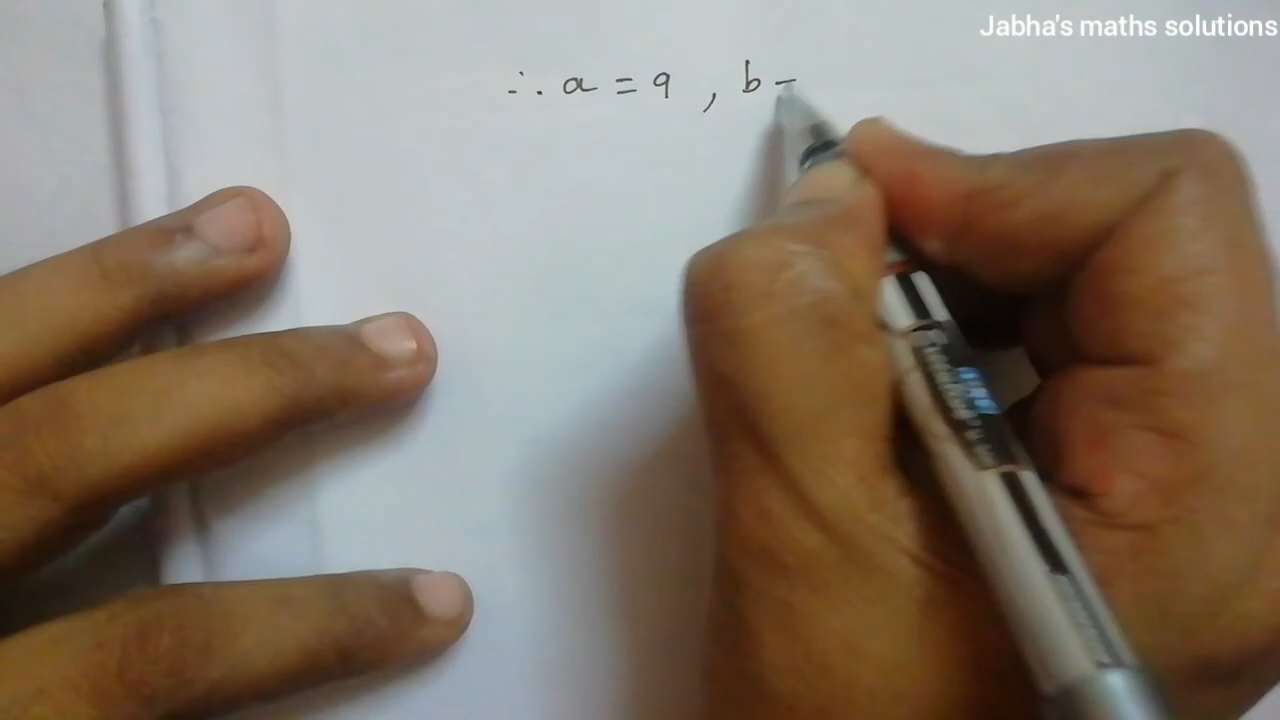 Jabha's maths solutions
∴ a = 9 , b -